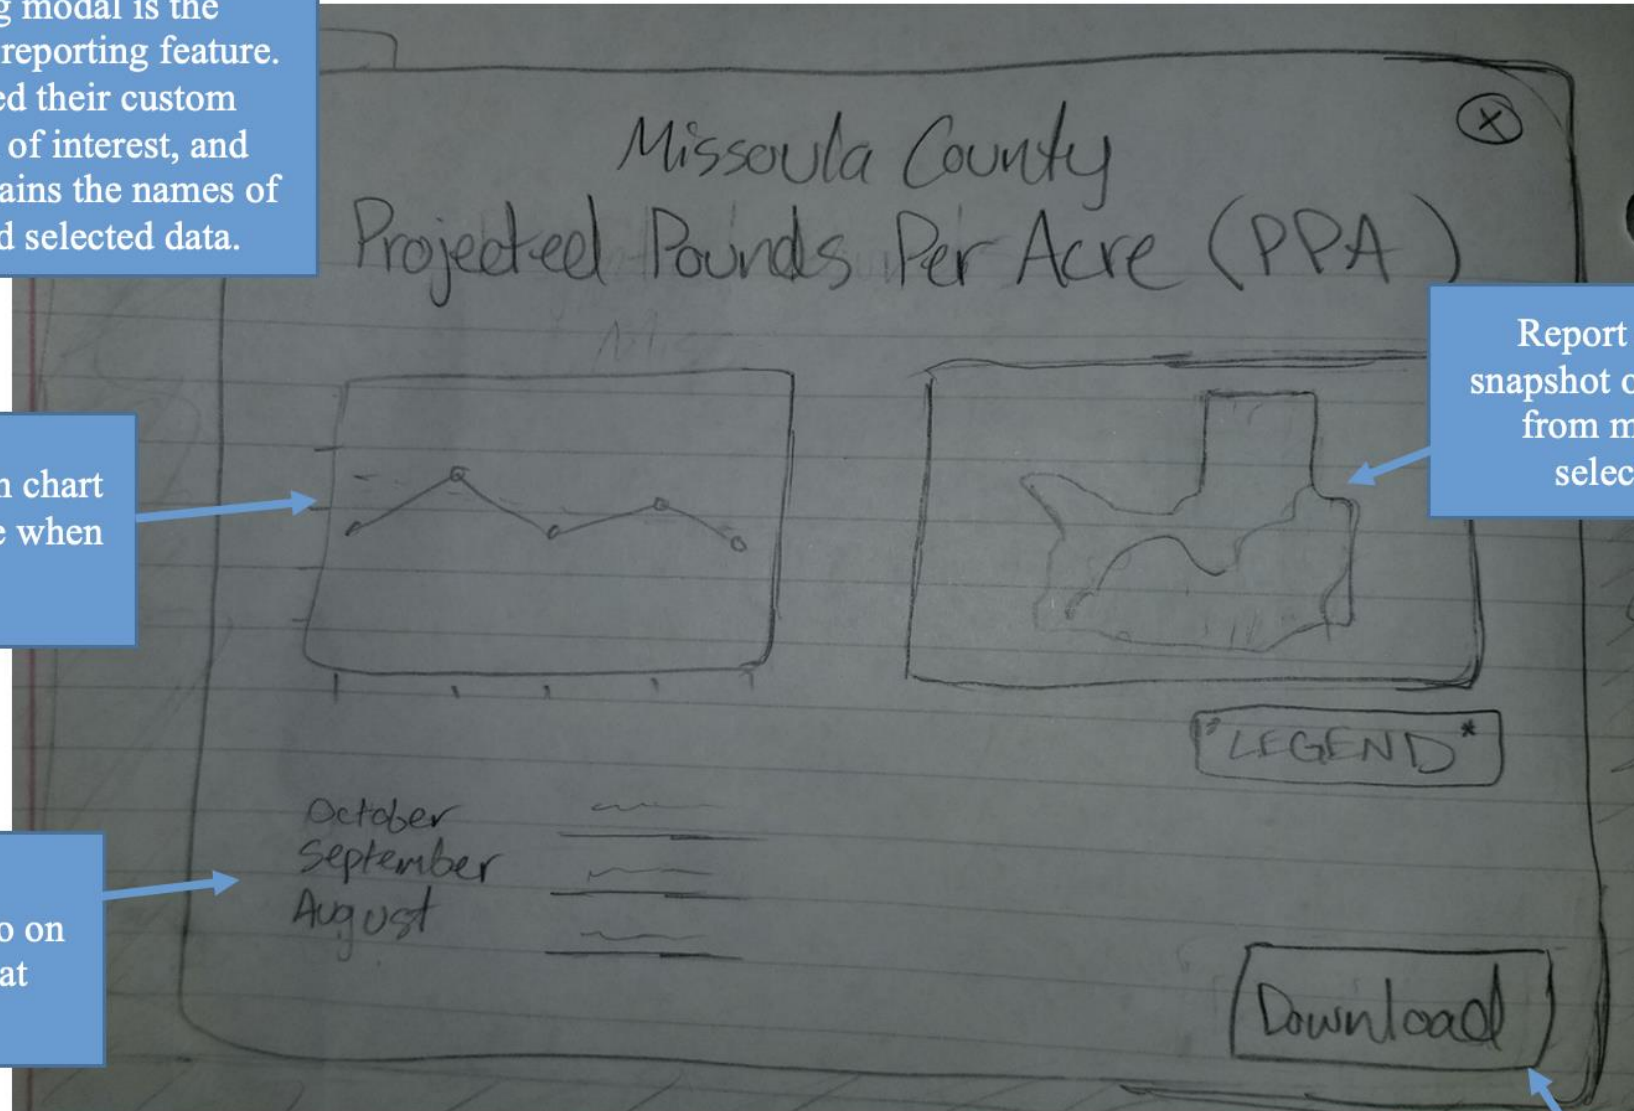 g modal is the
reporting feature.
ed their custom
of interest, and
ains the names of
d selected data.
Missoula County
Projected Pounds Per Acre (PPA)
X
Report
snapshot o
from m
selec
n chart
e when
*LEGEND*
October
September
August
o on
at
Download